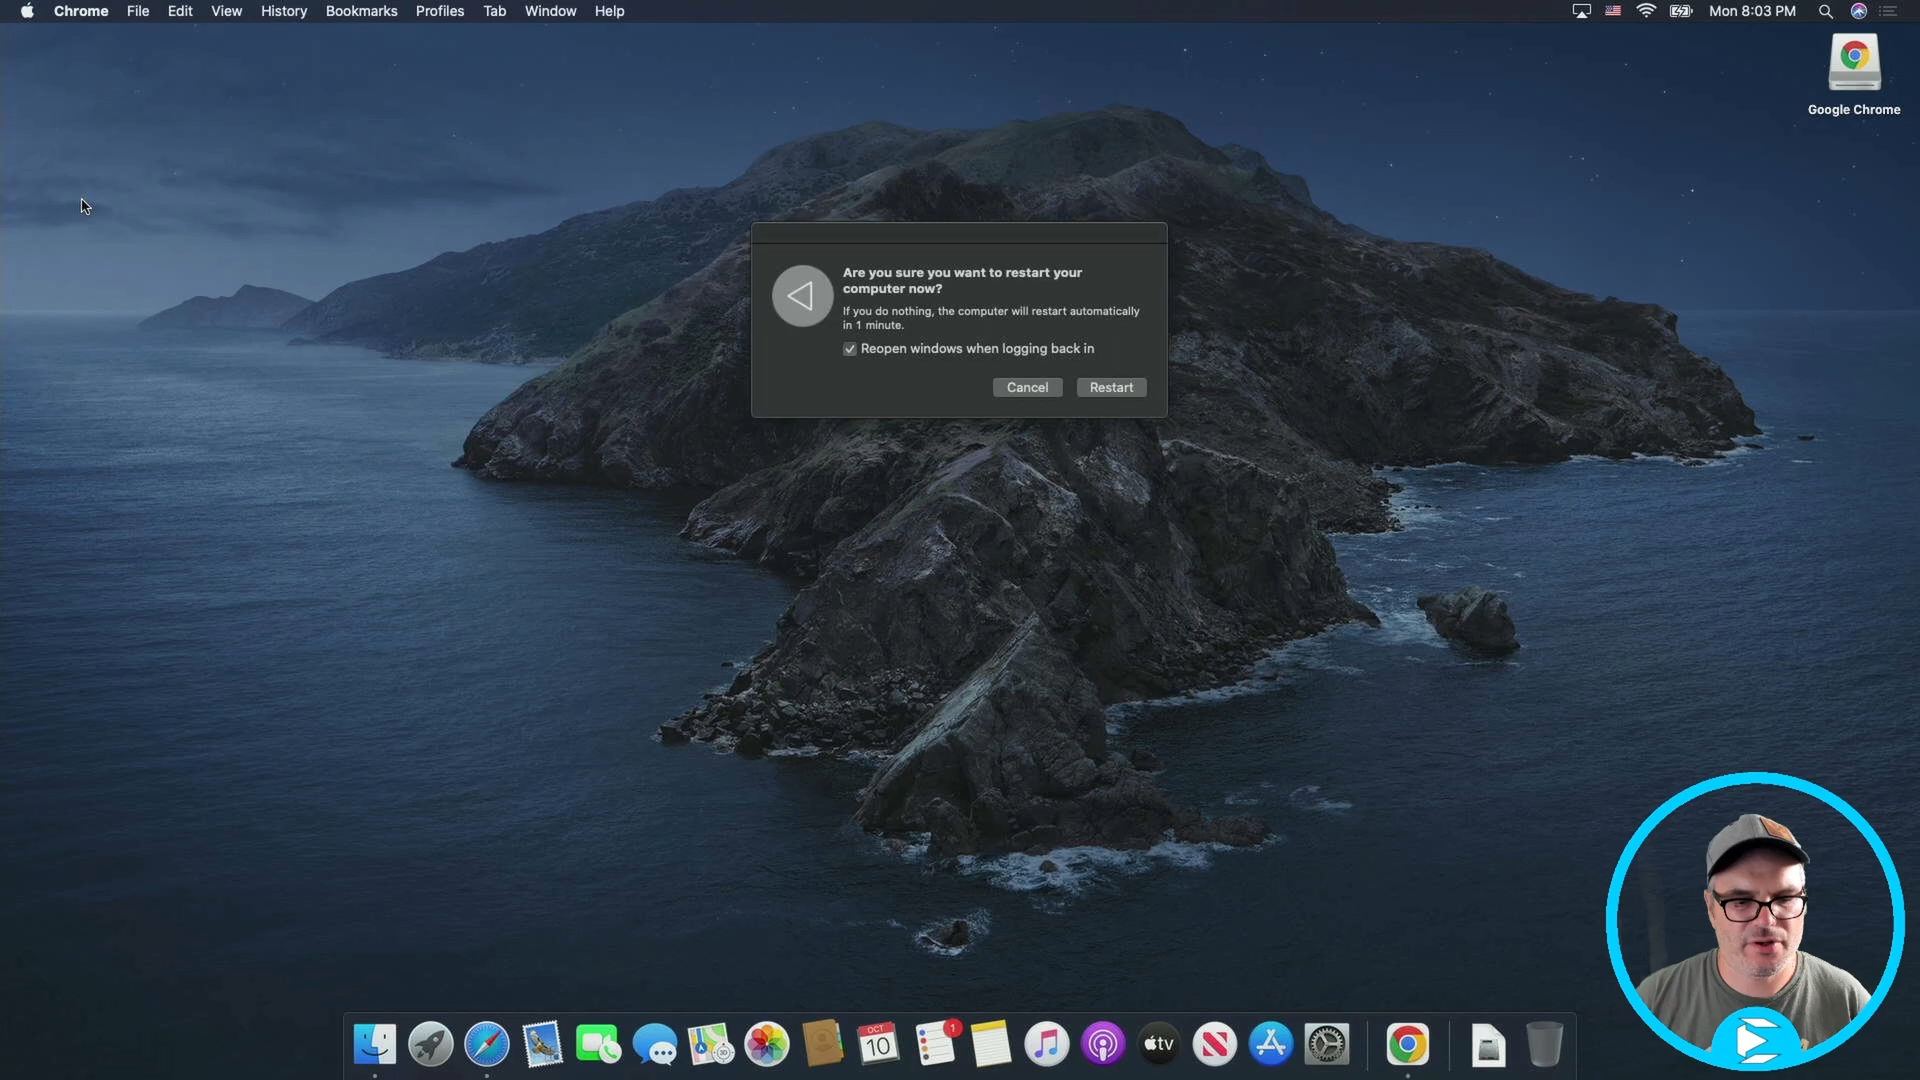 Chrome File Edit View History Bookmarks Profiles Tab Window Help Mon 8:03 PM
Google Chrome
Are you sure you want to restart your
computer now?
If you do nothing, the computer will restart automatically
in 1 minute.
Reopen windows when logging back in
Cancel Restart
3D
OCT
10
1
tv